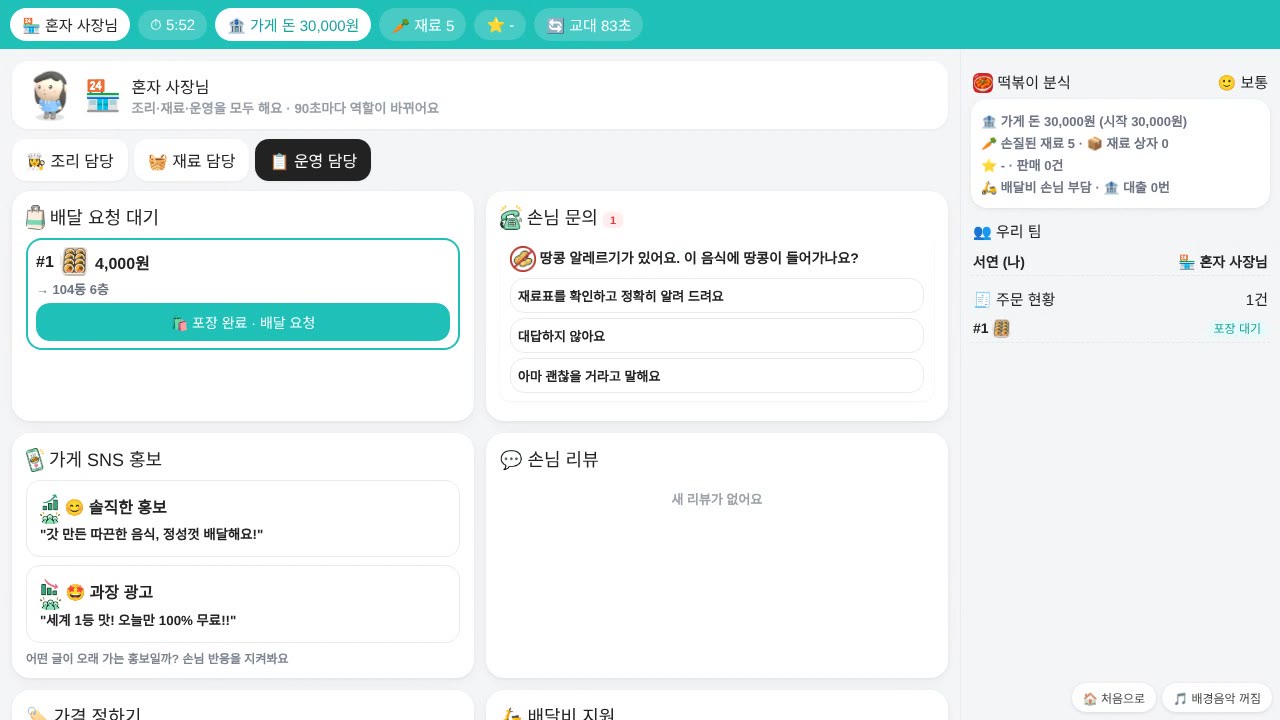 혼자 사장님
5:52
가게 돈 30,000원
재료 5
-
교대 83초
혼자 사장님
조리·재료·운영을 모두 해요 · 90초마다 역할이 바뀌어요
조리 담당
재료 담당
운영 담당
배달 요청 대기
#1 4,000원
→ 104동 6층
포장 완료 · 배달 요청
손님 문의 1
땅콩 알레르기가 있어요. 이 음식에 땅콩이 들어가나요?
재료표를 확인하고 정확히 알려 드려요
대답하지 않아요
아마 괜찮을 거라고 말해요
가게 SNS 홍보
솔직한 홍보
"갓 만든 따끈한 음식, 정성껏 배달해요!"
과장 광고
"세계 1등 맛! 오늘만 100% 무료!!"
어떤 글이 오래 가는 홍보일까? 손님 반응을 지켜봐요
손님 리뷰
새 리뷰가 없어요
가격 정하기
배달비 지원
떡볶이 분식
보통
가게 돈 30,000원 (시작 30,000원)
손질된 재료 5 · 재료 상자 0
- · 판매 0건
배달비 손님 부담 · 대출 0번
우리 팀
서연 (나)
혼자 사장님
주문 현황
1건
#1
포장 대기
처음으로
배경음악 꺼짐